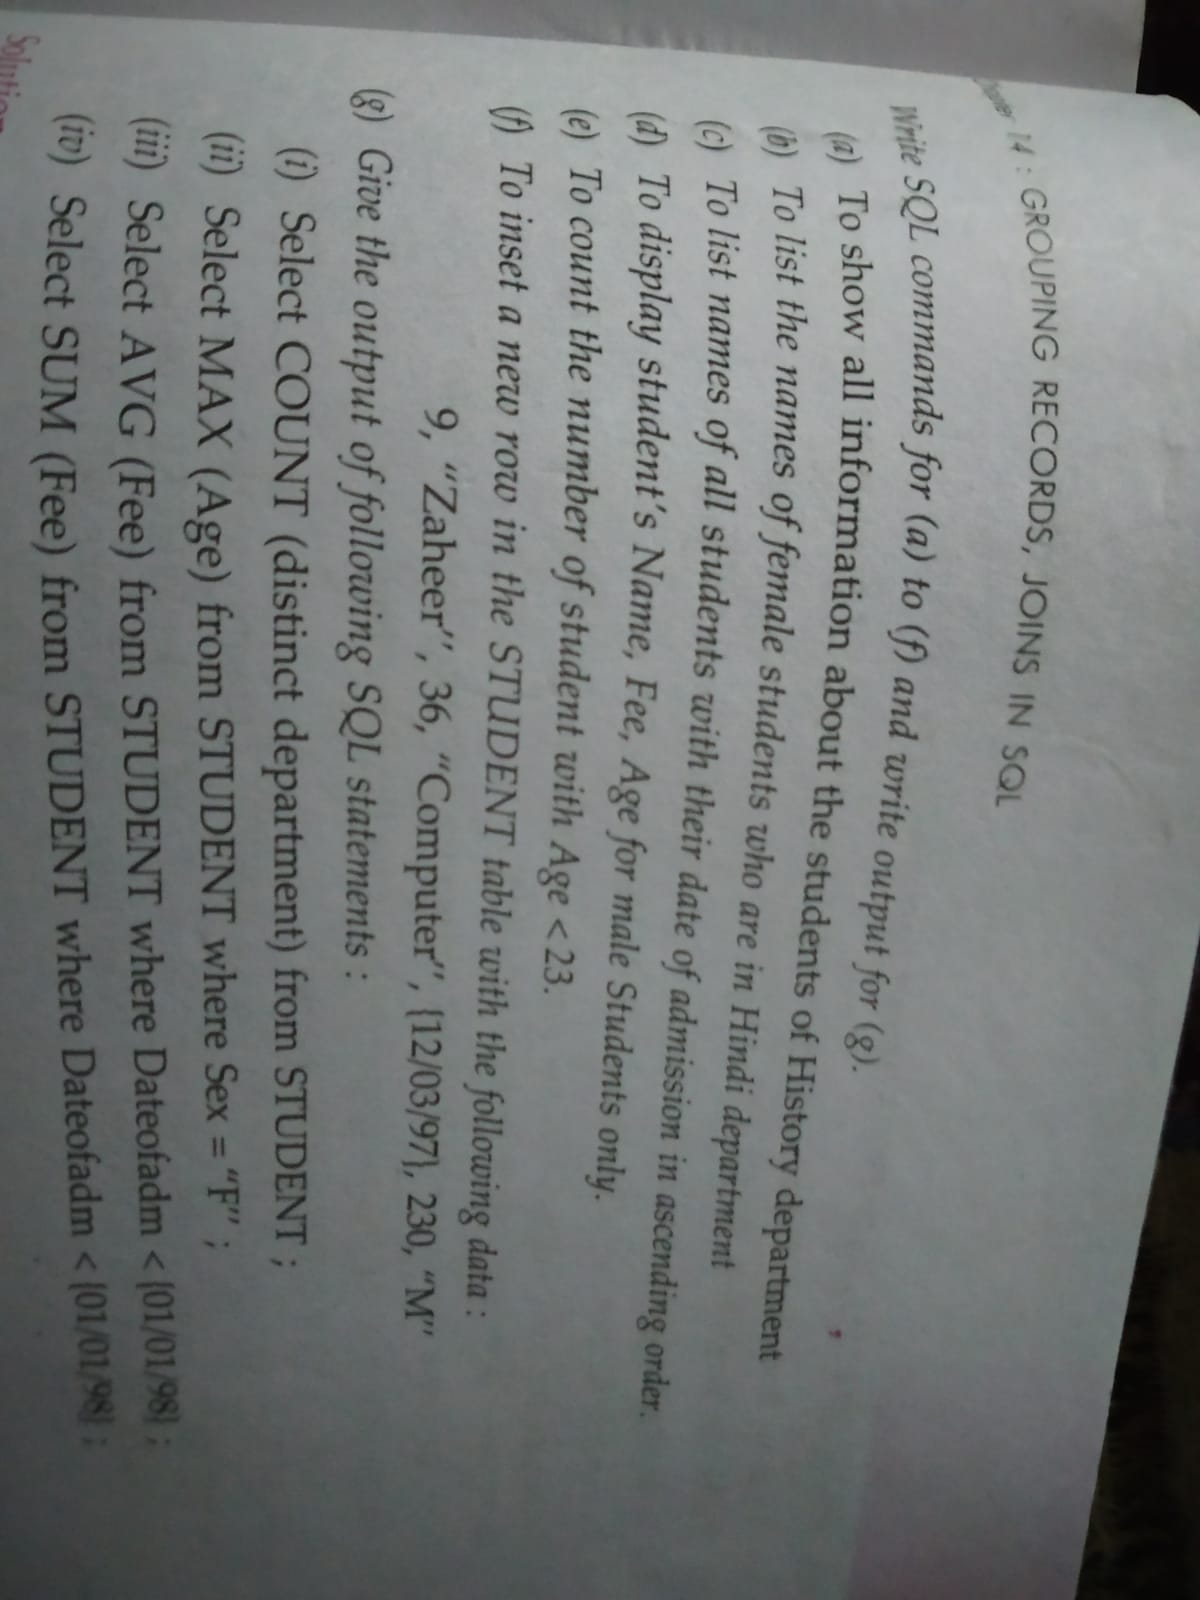 14 : GROUPING RECORDS, JOINS IN SQL
Write SQL commands for (a) to (f) and write output for (g).
(a) To show all information about the students of History department
(b) To list the names of female students who are in Hindi department
(c) To list names of all students with their date of admission in ascending order.
(d) To display student's Name, Fee, Age for male Students only.
(e) To count the number of student with Age <23.
(f) To inset a new row in the STUDENT table with the following data :
9, "Zaheer", 36, "Computer", {12/03/97}, 230, "M"
(g) Give the output of following SQL statements :
(i) Select COUNT (distinct department) from STUDENT ;
(ii) Select MAX (Age) from STUDENT where Sex = "F" ;
(iii) Select AVG (Fee) from STUDENT where Dateofadm < {01/01/98} ;
(iv) Select SUM (Fee) from STUDENT where Dateofadm < {01/01/98} ;